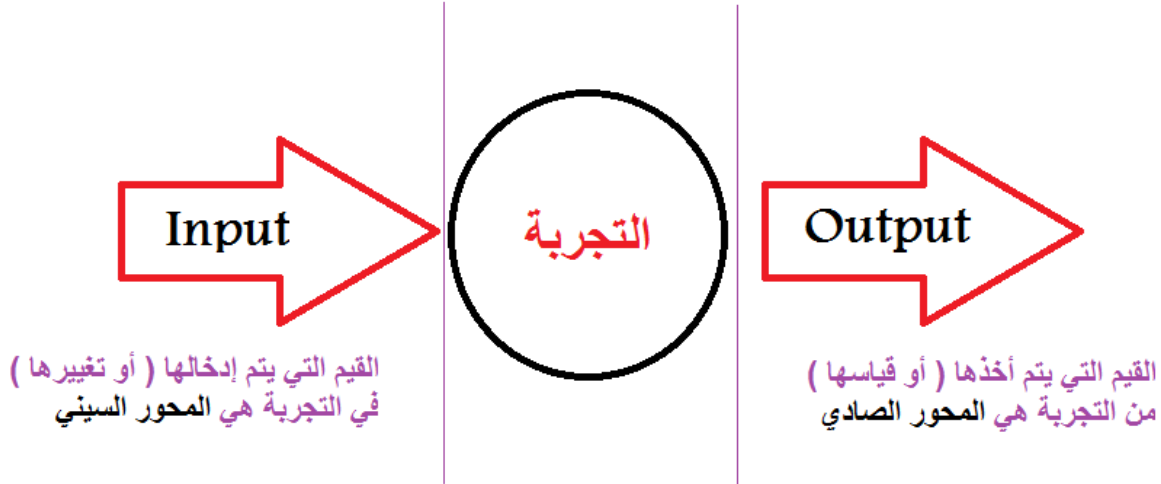 Input
التجربة
Output
القيم التي يتم إدخالها ( أو تغييرها )
في التجربة هي المحور السيني
القيم التي يتم أخذها ( أو قياسها )
من التجربة هي المحور الصادي